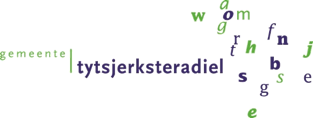 gemeente
tytsjerksteradiel
a
w o m
g
r f n
t h j
b
s s e
g
e